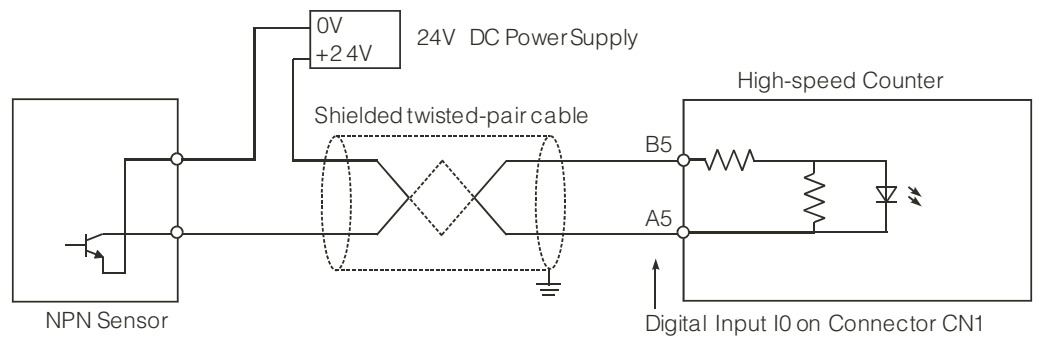 0V
+24V
24V DC Power Supply
High-speed Counter
Shielded twisted-pair cable
B5
A5
NPN Sensor
Digital Input I0 on Connector CN1